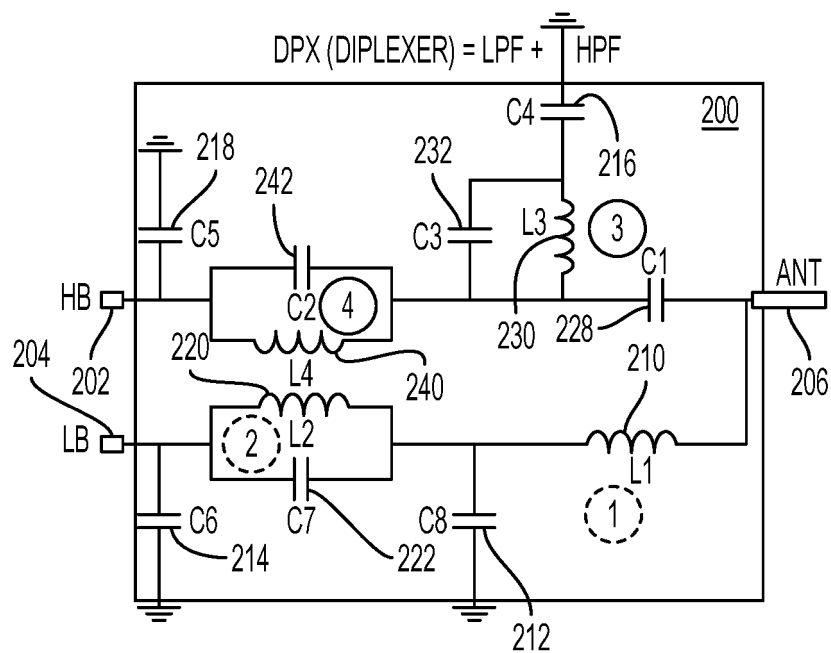 DPX (DIPLEXER) = LPF + HPF
200
C4
216
218
232
242
C5
C3
L3
3
C1
ANT
HB
C2
4
230
228
206
202
220
L4
240
210
204
LB
2
L2
L1
1
C6
C7
C8
214
222
212